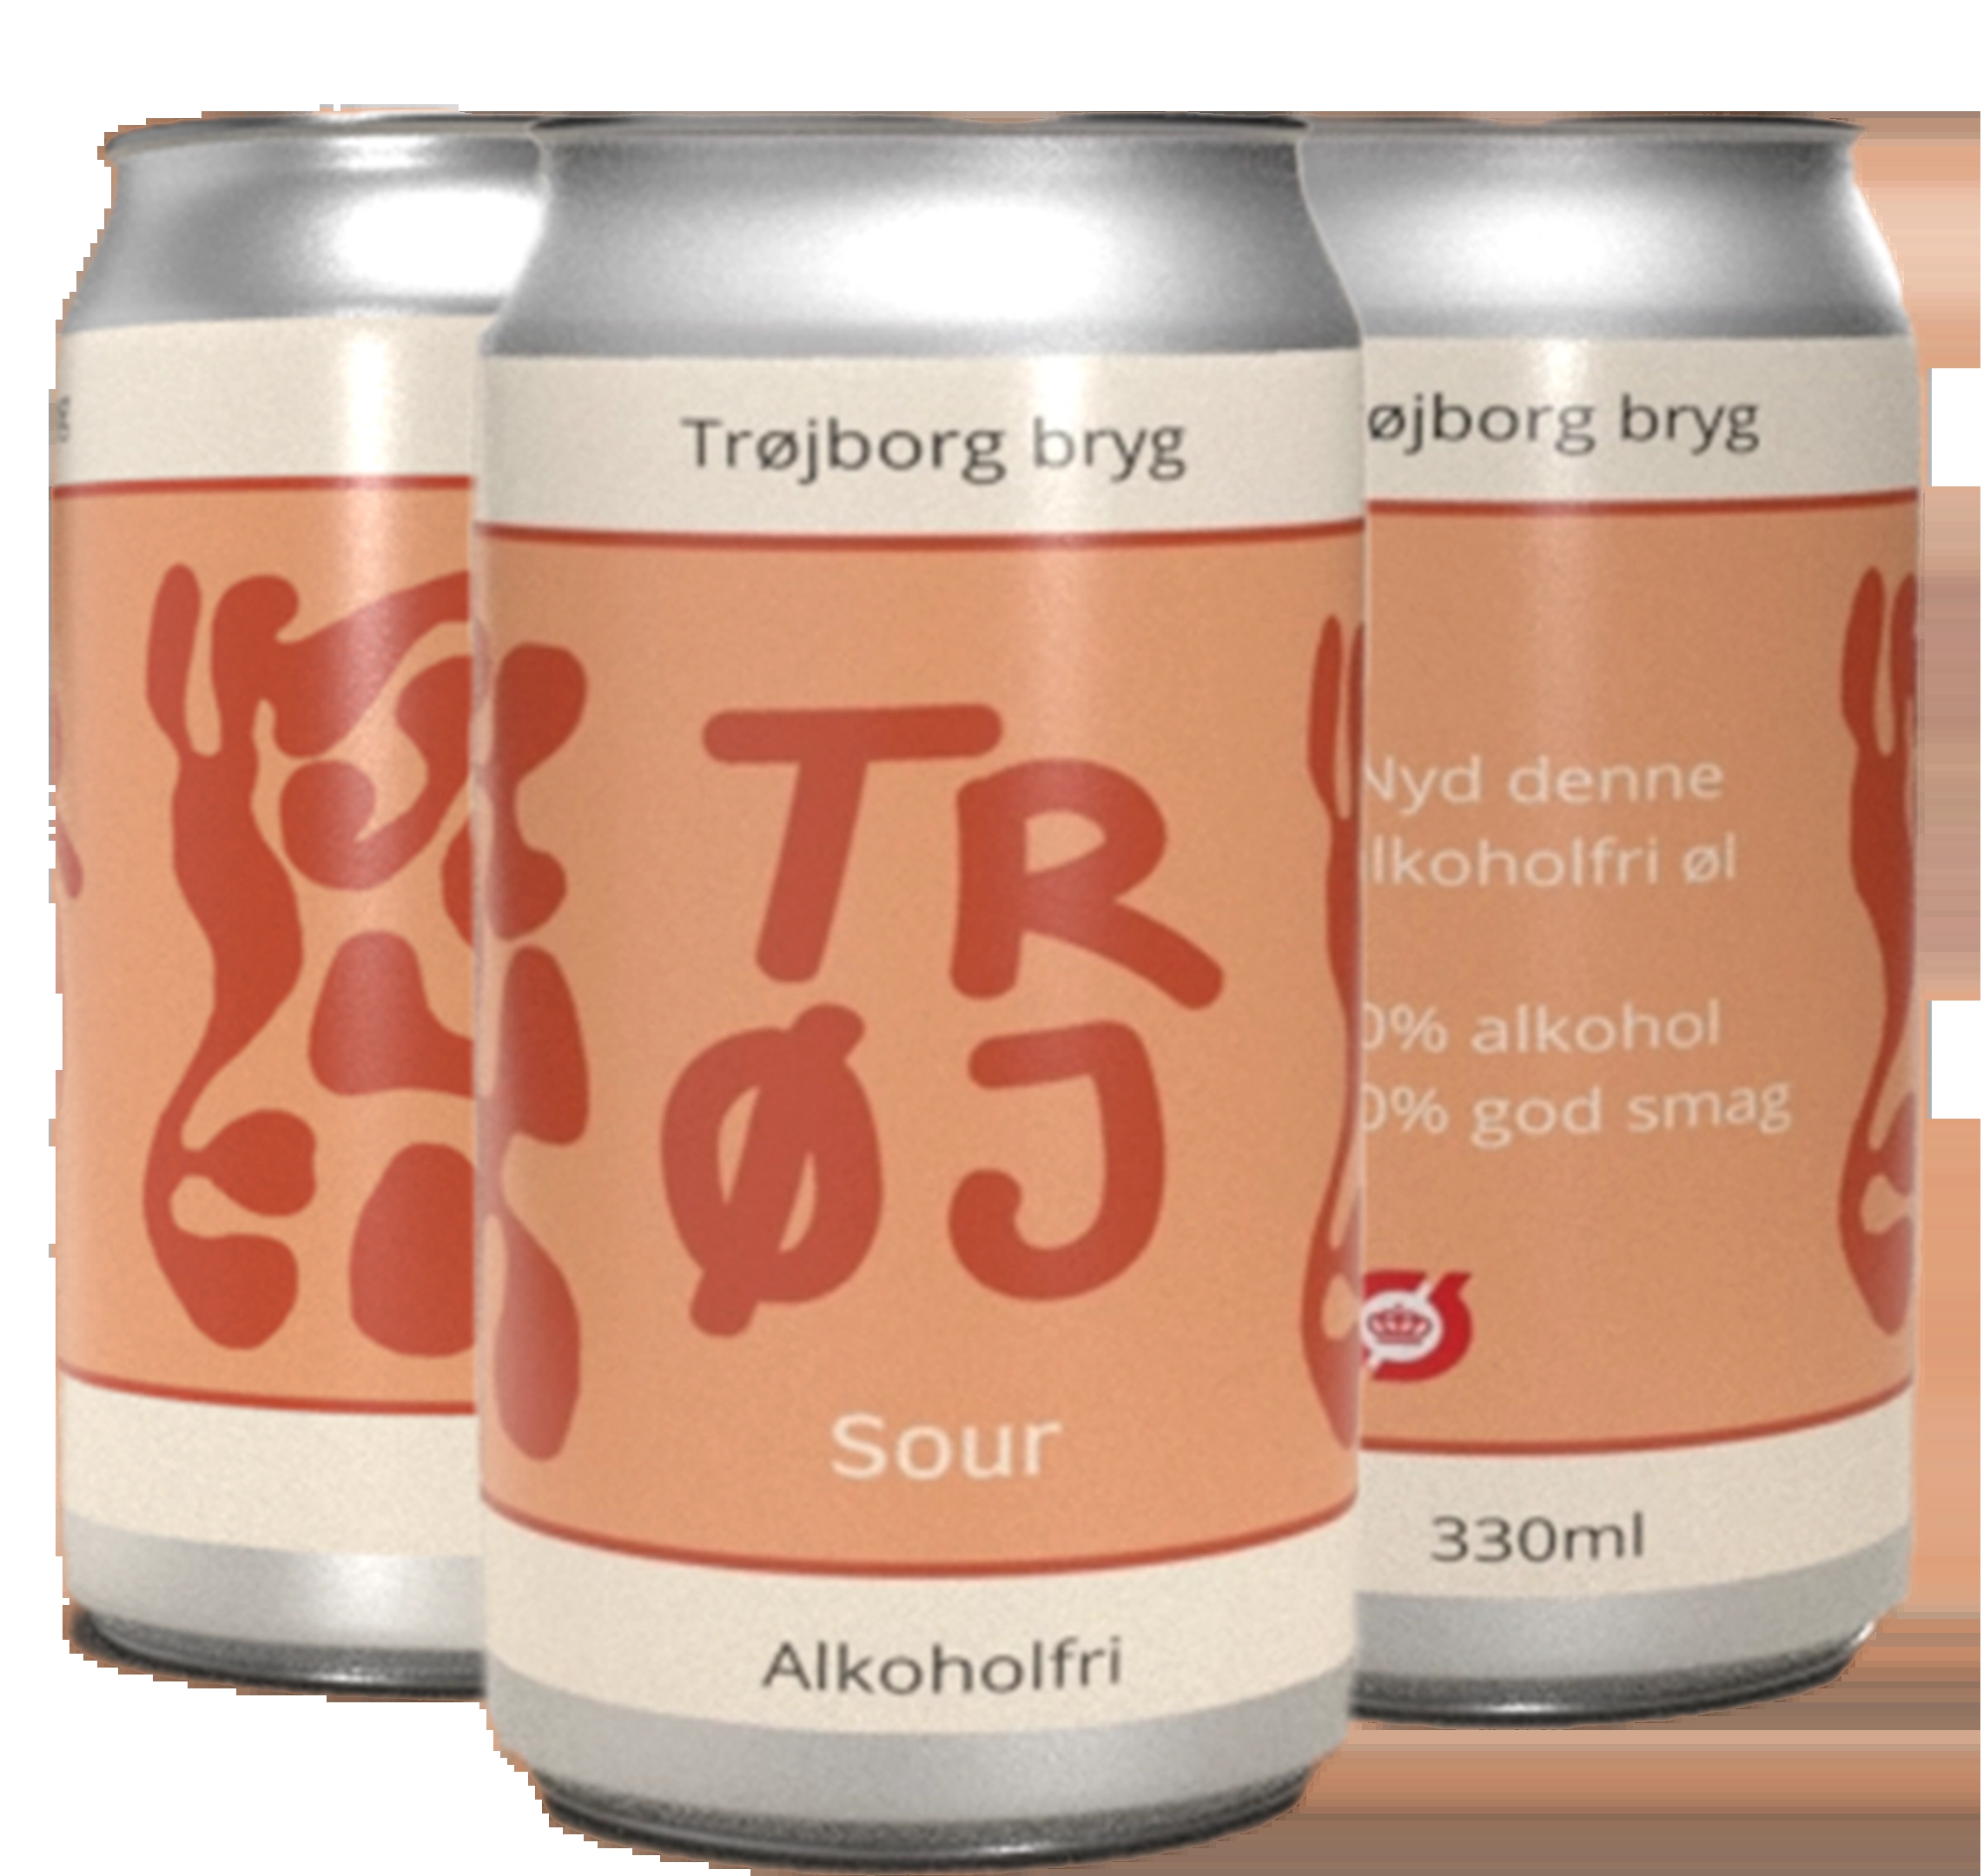 Trøjborg bryg
TR
ØJ
Sour
Alkoholfri
øjborg bryg
Nyd denne
lkoholfri øl
0% alkohol
0% god smag
330ml